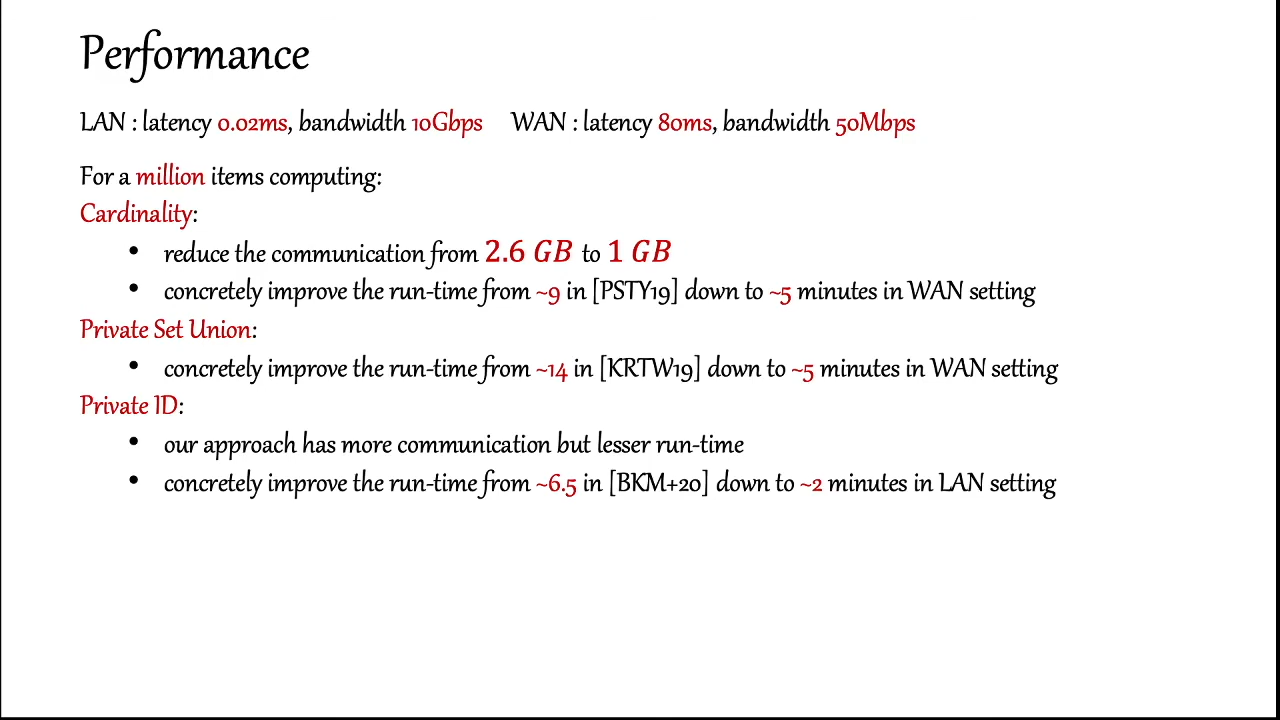 Performance
LAN : latency 0.02ms, bandwidth 10Gbps WAN : latency 80ms, bandwidth 50Mbps
For a million items computing:
Cardinality:
• reduce the communication from 2.6 GB to 1 GB
• concretely improve the run-time from ~9 in [PSTY19] down to ~5 minutes in WAN setting
Private Set Union:
• concretely improve the run-time from ~14 in [KRTW19] down to ~5 minutes in WAN setting
Private ID:
• our approach has more communication but lesser run-time
• concretely improve the run-time from ~6.5 in [BKM+20] down to ~2 minutes in LAN setting